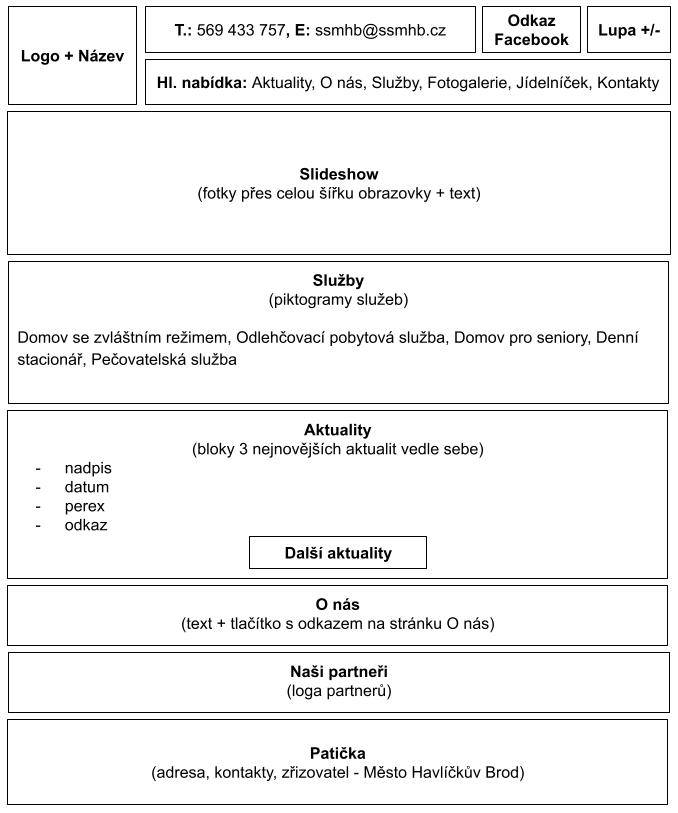 Logo + Název
T.: 569 433 757, E: ssmhb@ssmhb.cz
Odkaz
Facebook
Lupa +/-
Hl. nabídka: Aktuality, O nás, Služby, Fotogalerie, Jídelníček, Kontakty
Slideshow
(fotky přes celou šířku obrazovky + text)
Služby
(piktogramy služeb)
Domov se zvláštním režimem, Odlehčovací pobytová služba, Domov pro seniory, Denní
stacionář, Pečovatelská služba
Aktuality
(bloky 3 nejnovějších aktualit vedle sebe)
- nadpis
- datum
- perex
- odkaz
Další aktuality
O nás
(text + tlačítko s odkazem na stránku O nás)
Naši partneři
(loga partnerů)
Patička
(adresa, kontakty, zřizovatel - Město Havlíčkův Brod)